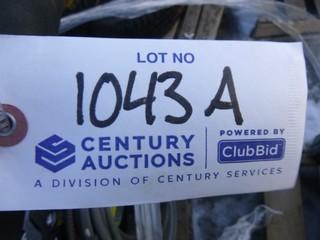 LOT NO
1043 A
CENTURY AUCTIONS
POWERED BY
ClubBid
A DIVISION OF CENTURY SERVICES